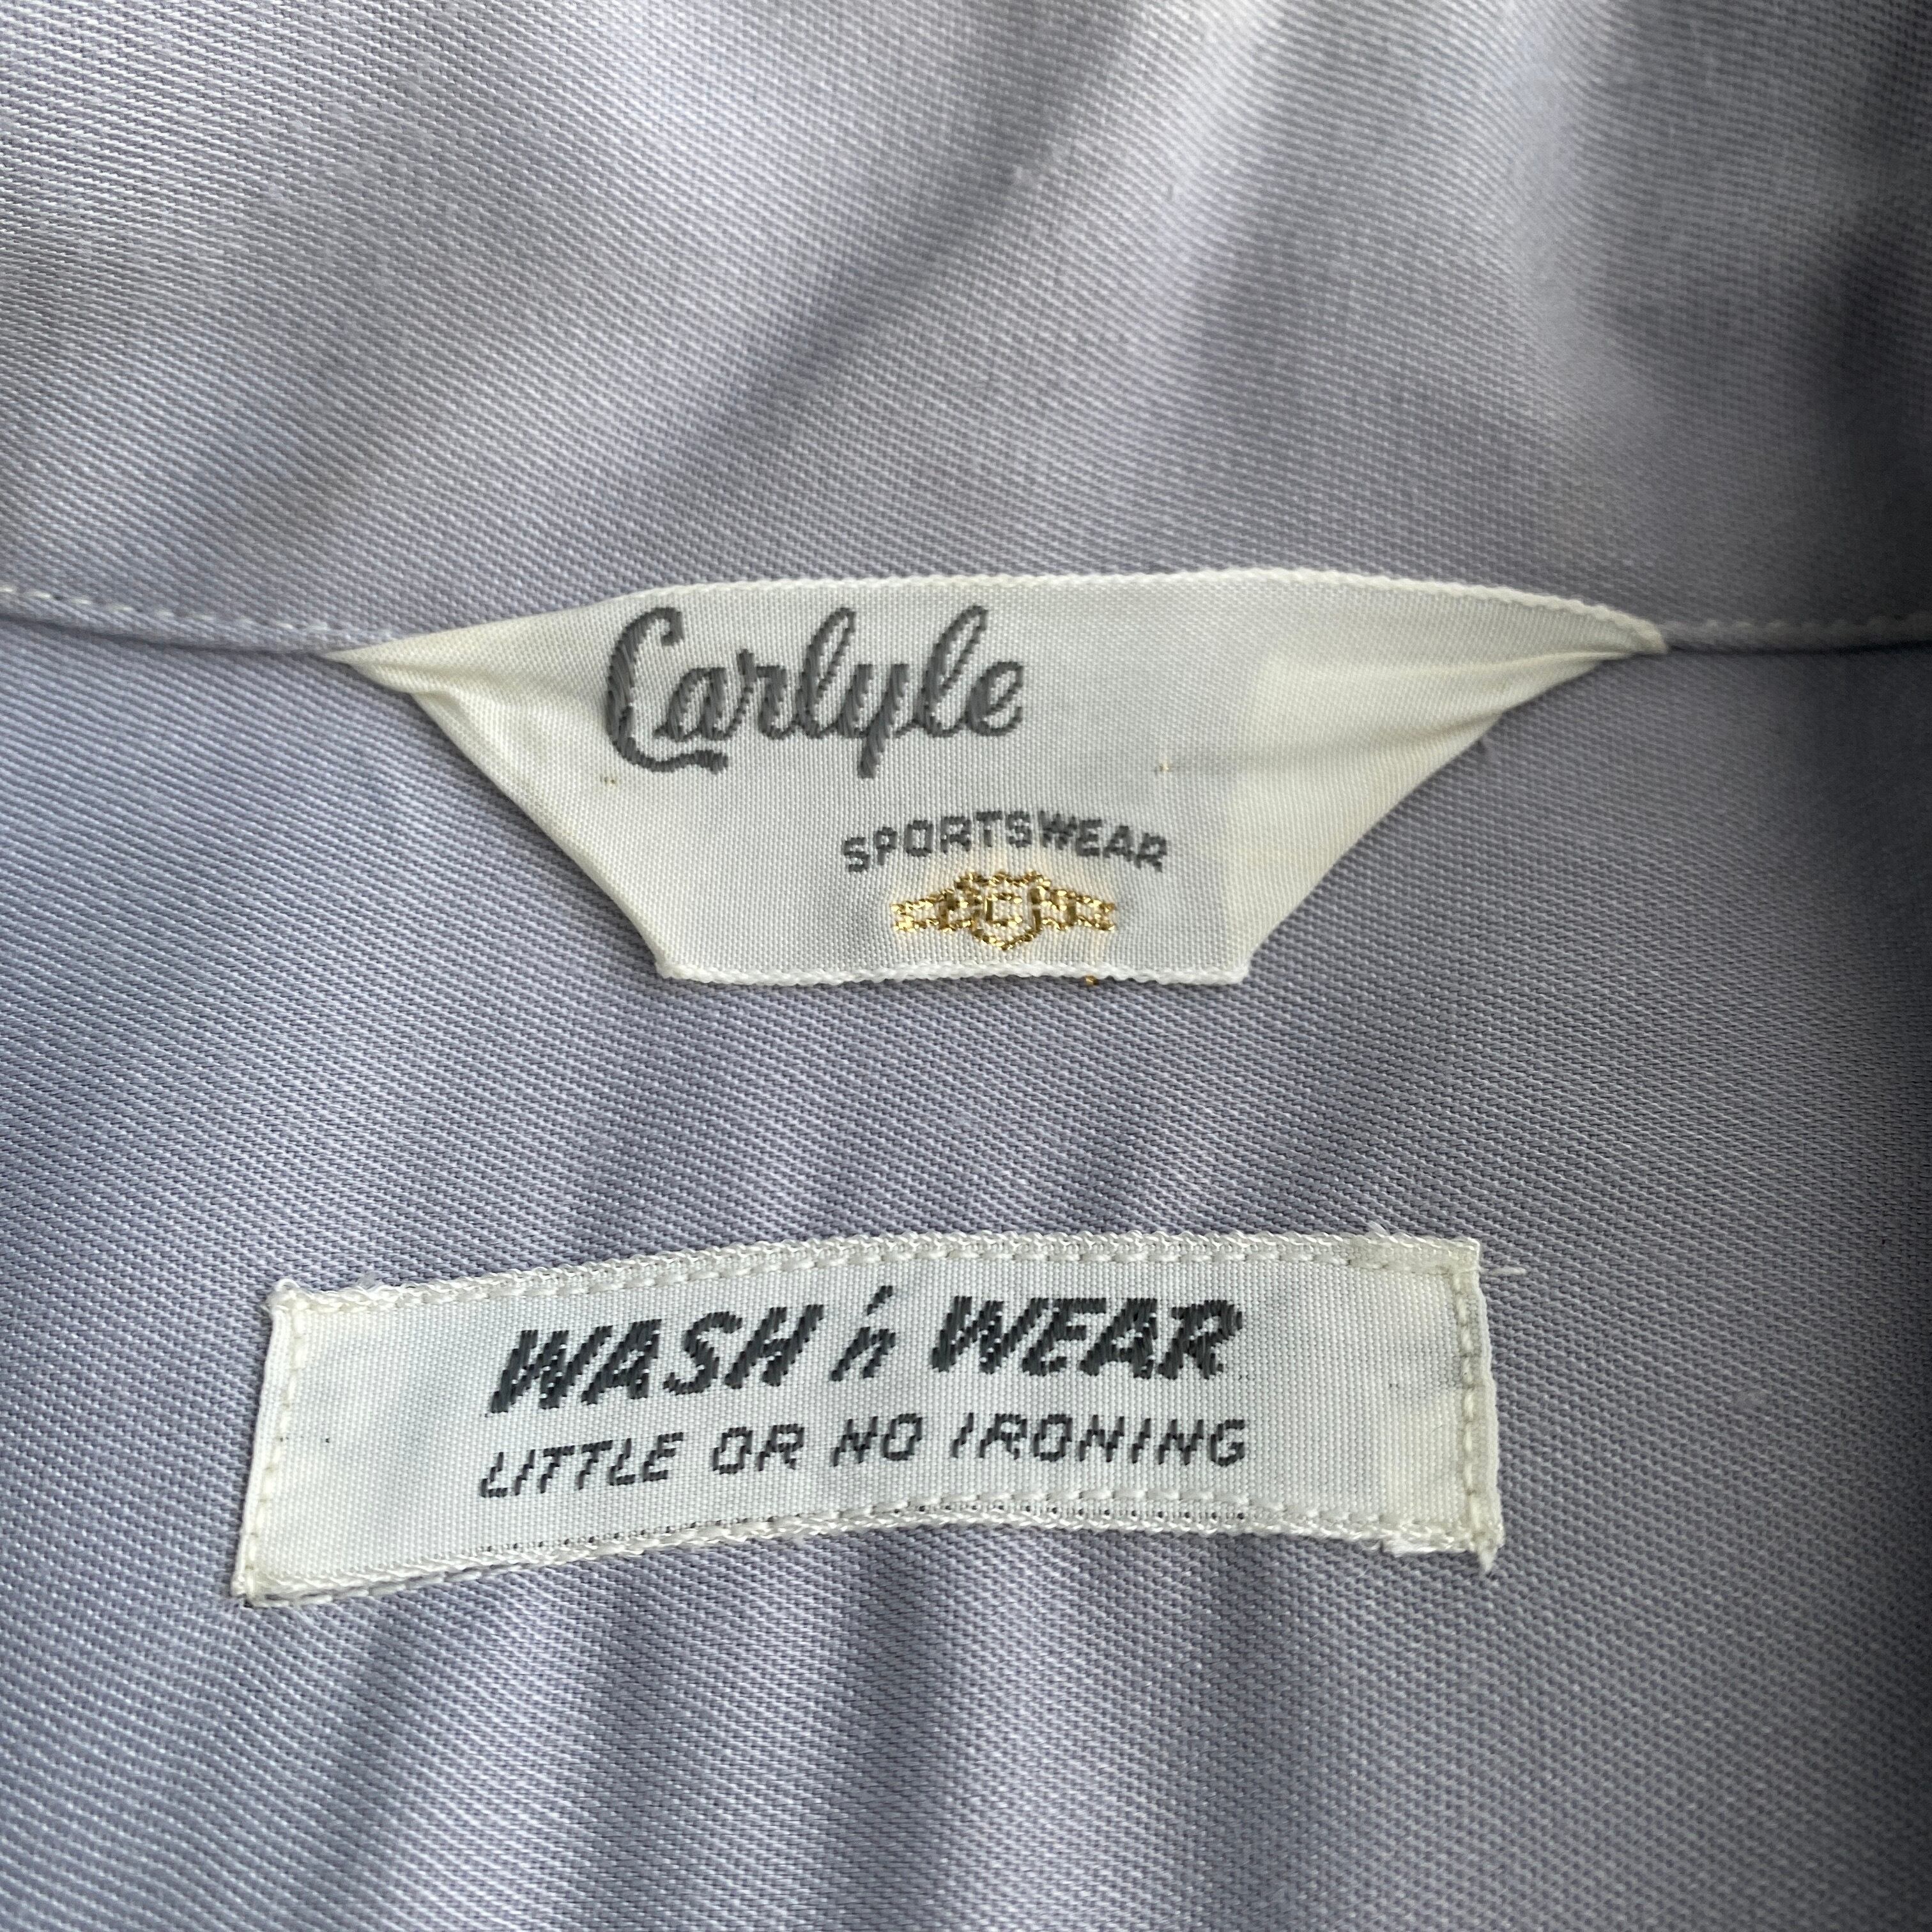 Carlyle
SPORTSWEAR
C
WASH 'n WEAR
LITTLE OR NO IRONING